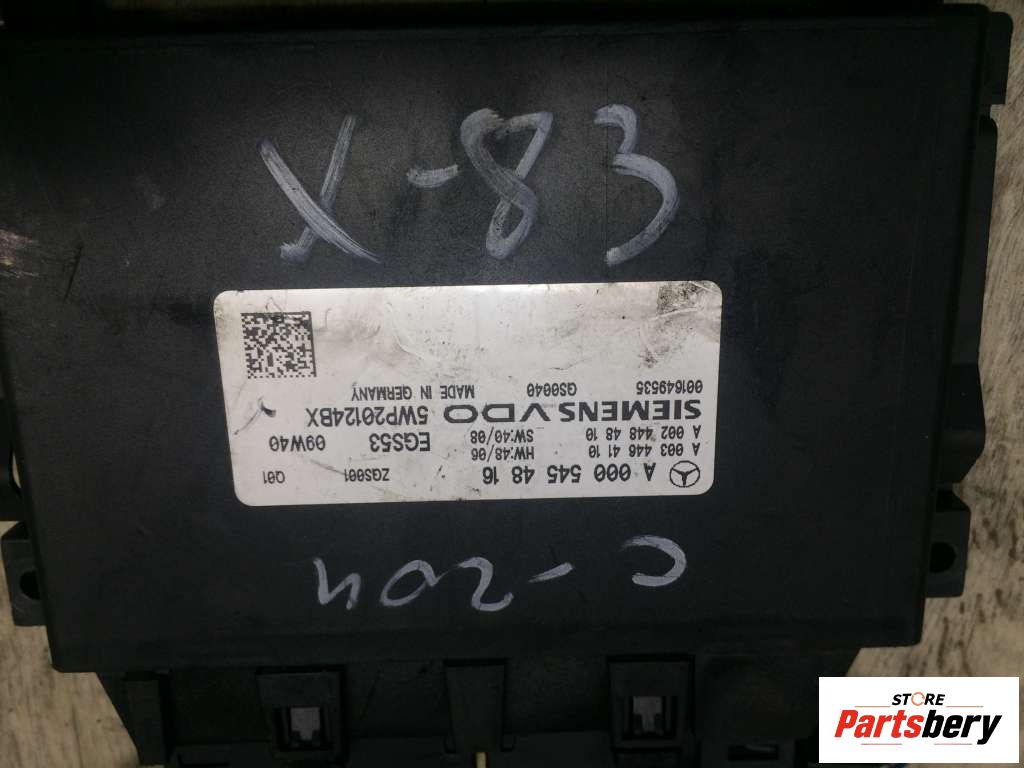 X-83
A 000 545 48 16 ZGS001 Q01
A 003 446 41 10 HW:48/06 EGS53 09W40
A 002 448 48 10 SW:40/08
SIEMENS VDO 5WP20124BX
001649535 GS0040 MADE IN GERMANY
C-204
STORE
Partsbery